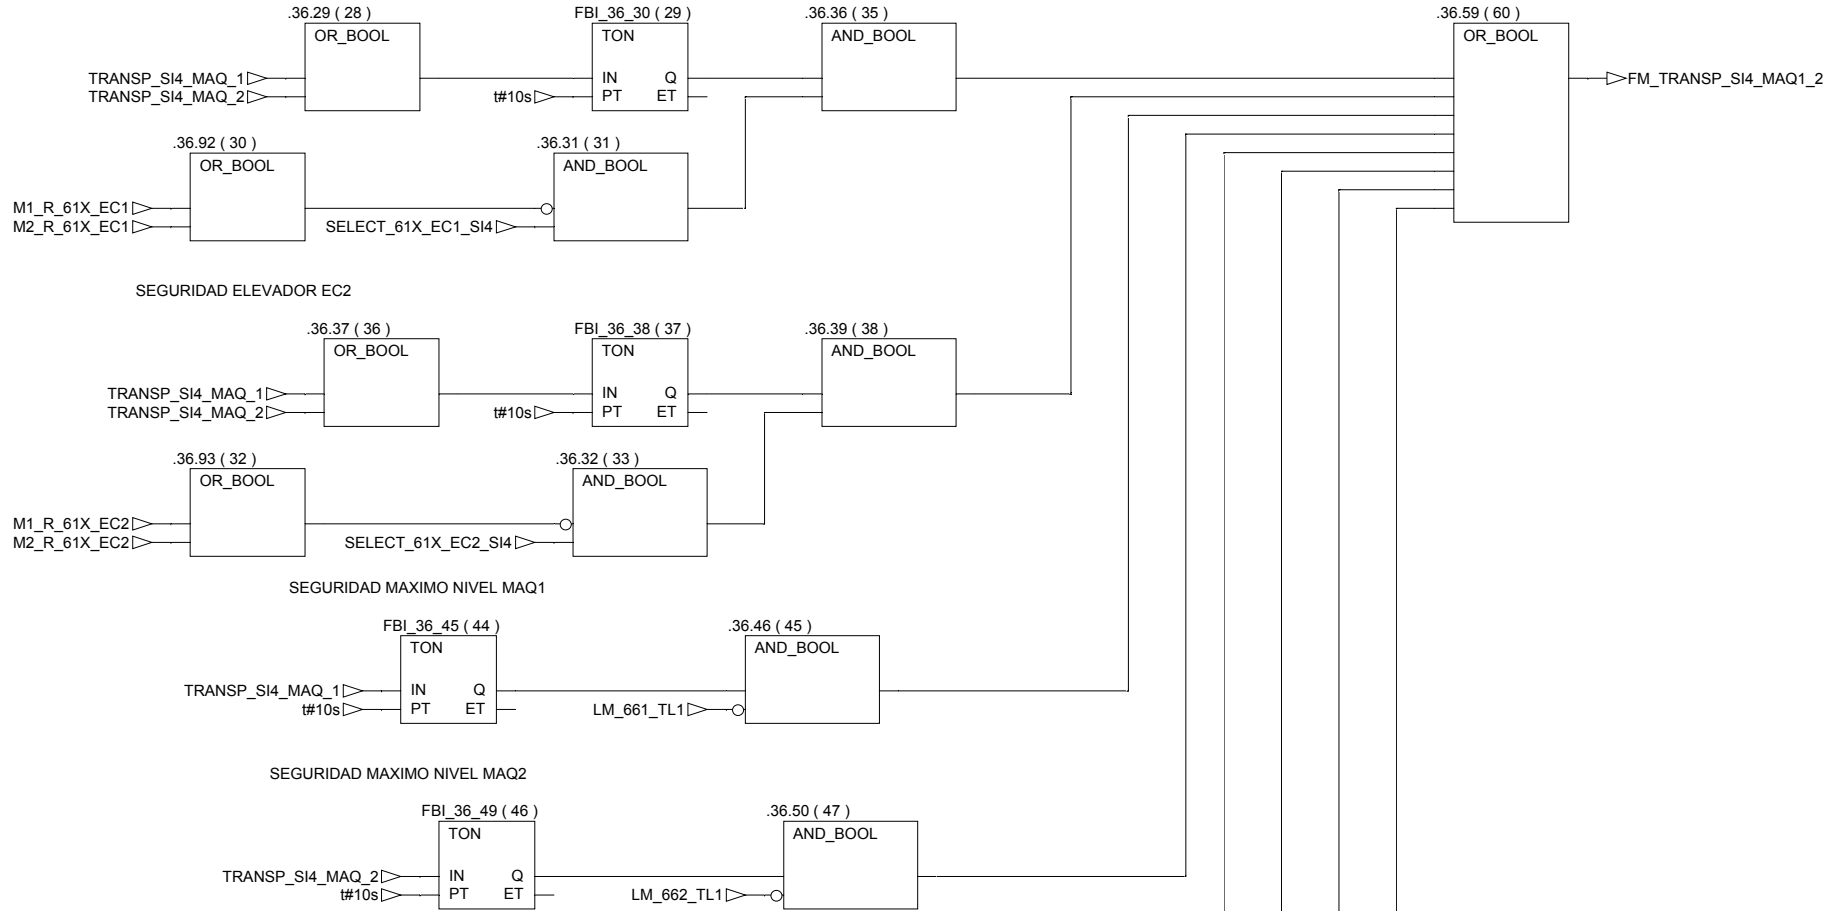 .36.29 ( 28 )
FBI_36_30 ( 29 )
.36.36 ( 35 )
.36.59 ( 60 )
OR_BOOL
TON
AND_BOOL
OR_BOOL
TRANSP_SI4_MAQ_1
IN
Q
FM_TRANSP_SI4_MAQ1_2
TRANSP_SI4_MAQ_2
t#10s
PT
ET
.36.92 ( 30 )
.36.31 ( 31 )
OR_BOOL
AND_BOOL
M1_R_61X_EC1
M2_R_61X_EC1
SELECT_61X_EC1_SI4
SEGURIDAD ELEVADOR EC2
.36.37 ( 36 )
FBI_36_38 ( 37 )
.36.39 ( 38 )
OR_BOOL
TON
AND_BOOL
TRANSP_SI4_MAQ_1
IN
Q
TRANSP_SI4_MAQ_2
t#10s
PT
ET
.36.93 ( 32 )
.36.32 ( 33 )
OR_BOOL
AND_BOOL
M1_R_61X_EC2
M2_R_61X_EC2
SELECT_61X_EC2_SI4
SEGURIDAD MAXIMO NIVEL MAQ1
FBI_36_45 ( 44 )
.36.46 ( 45 )
TON
AND_BOOL
TRANSP_SI4_MAQ_1
IN
Q
t#10s
PT
ET
LM_661_TL1
SEGURIDAD MAXIMO NIVEL MAQ2
FBI_36_49 ( 46 )
.36.50 ( 47 )
TON
AND_BOOL
TRANSP_SI4_MAQ_2
IN
Q
t#10s
PT
ET
LM_662_TL1